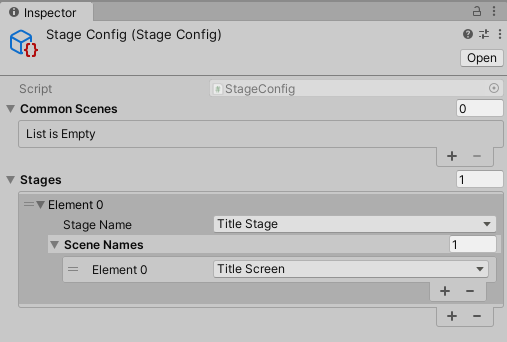 Inspector
Stage Config (Stage Config)
Open
Script # StageConfig
Common Scenes 0
List is Empty
+ −
Stages 1
Element 0
Stage Name Title Stage
Scene Names 1
Element 0 Title Screen
+ −
+ −